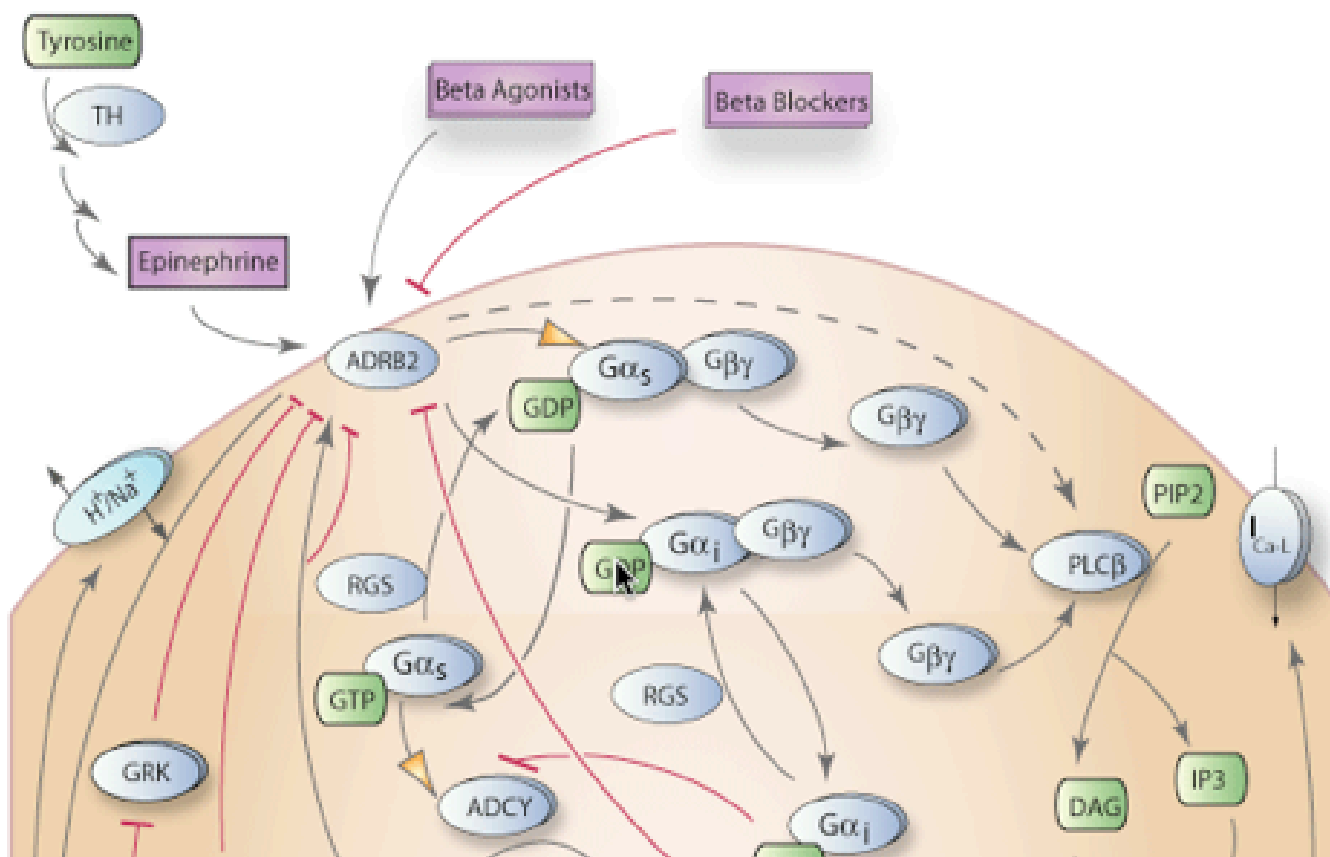 Tyrosine
TH
Beta Agonists
Beta Blockers
Epinephrine
ADRB2
Gαs
Gβγ
GDP
Gβγ
H+/Na+
PIP2
ICa-L
Gαi
Gβγ
PLCβ
RGS
Gαs
GTP
Gβγ
RGS
GRK
ADCY
Gαi
DAG
IP3